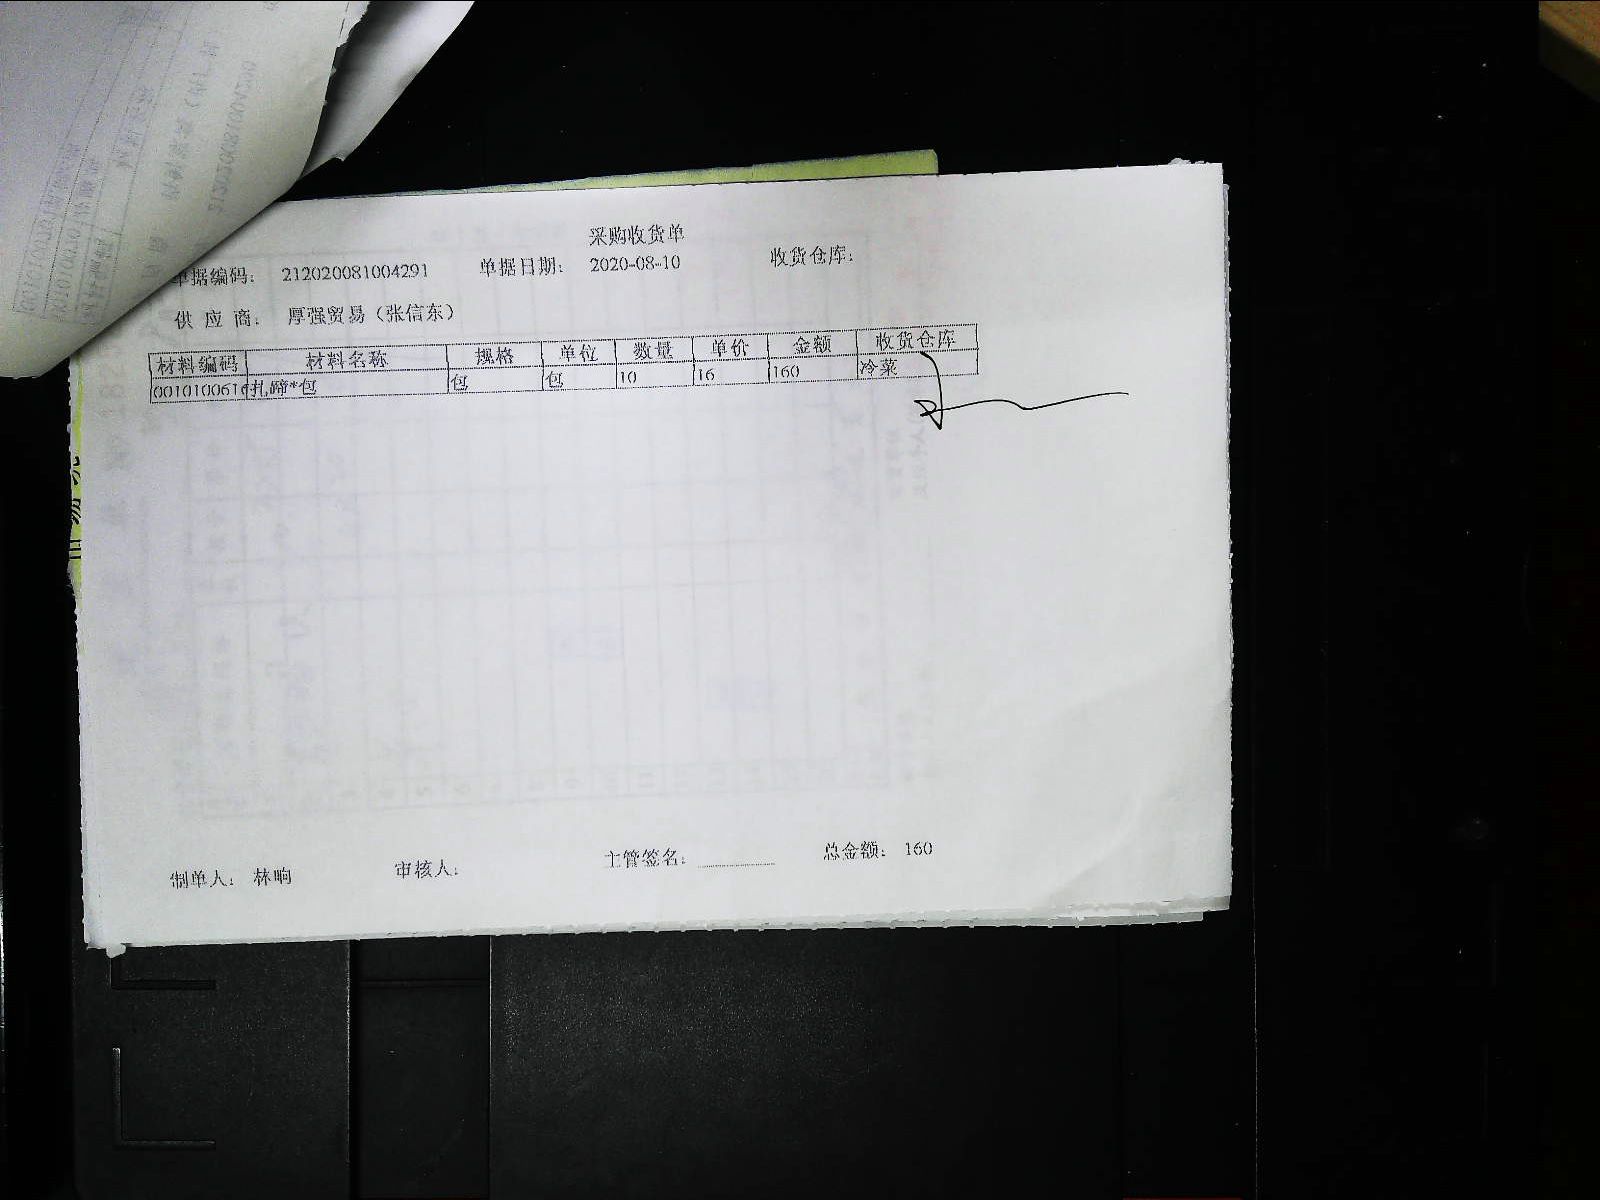 采购收货单
单据编码： 212020081004291 单据日期： 2020-08-10 收货仓库：
供 应 商： 厚强贸易（张信东）
材料编码 材料名称 规格 单位 数量 单价 金额 收货仓库
0010100616 扎蹄*包 包 包 10 16 160 冷菜
制单人： 林晌 审核人： 主管签名： 总金额： 160